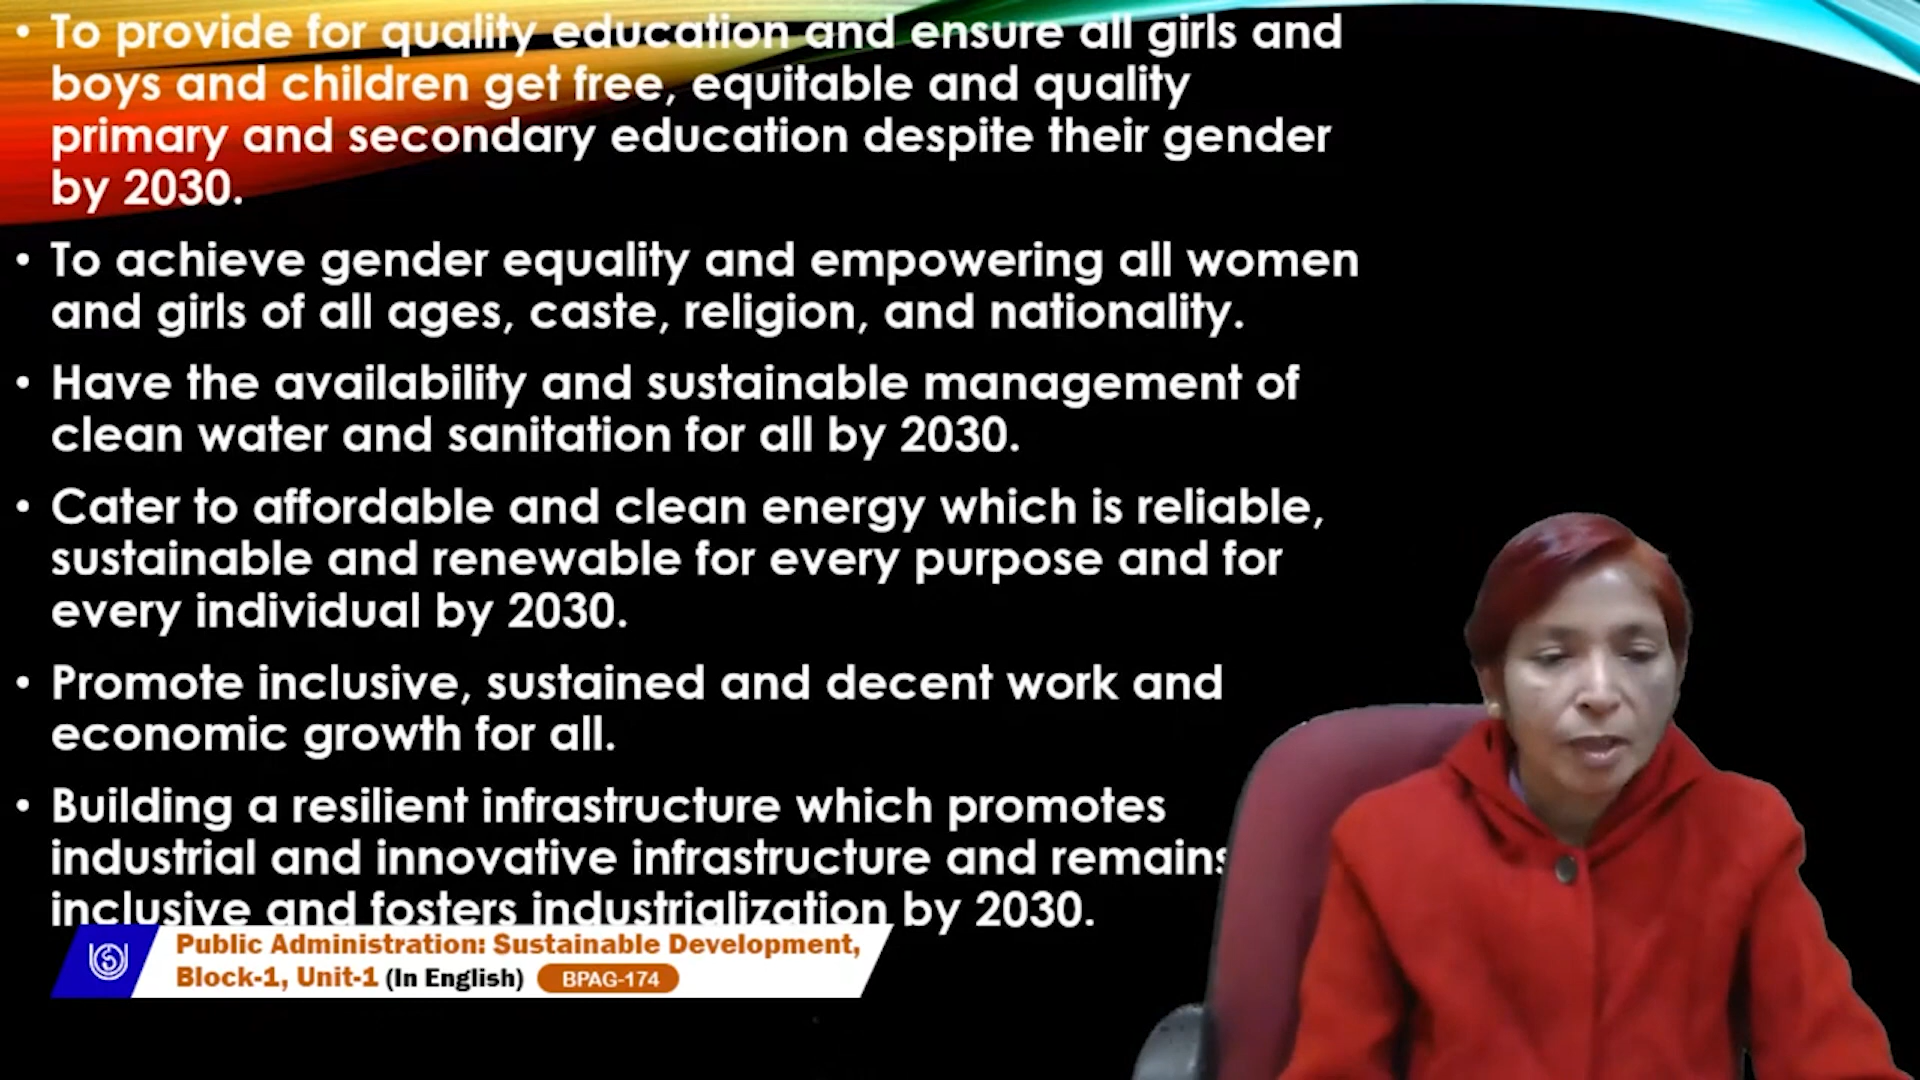 • To provide for quality education and ensure all girls and
boys and children get free, equitable and quality
primary and secondary education despite their gender
by 2030.
• To achieve gender equality and empowering all women
and girls of all ages, caste, religion, and nationality.
• Have the availability and sustainable management of
clean water and sanitation for all by 2030.
• Cater to affordable and clean energy which is reliable,
sustainable and renewable for every purpose and for
every individual by 2030.
• Promote inclusive, sustained and decent work and
economic growth for all.
• Building a resilient infrastructure which promotes
industrial and innovative infrastructure and remains
inclusive and fosters industrialization by 2030.
Public Administration: Sustainable Development,
Block-1, Unit-1 (In English) BPAG-174